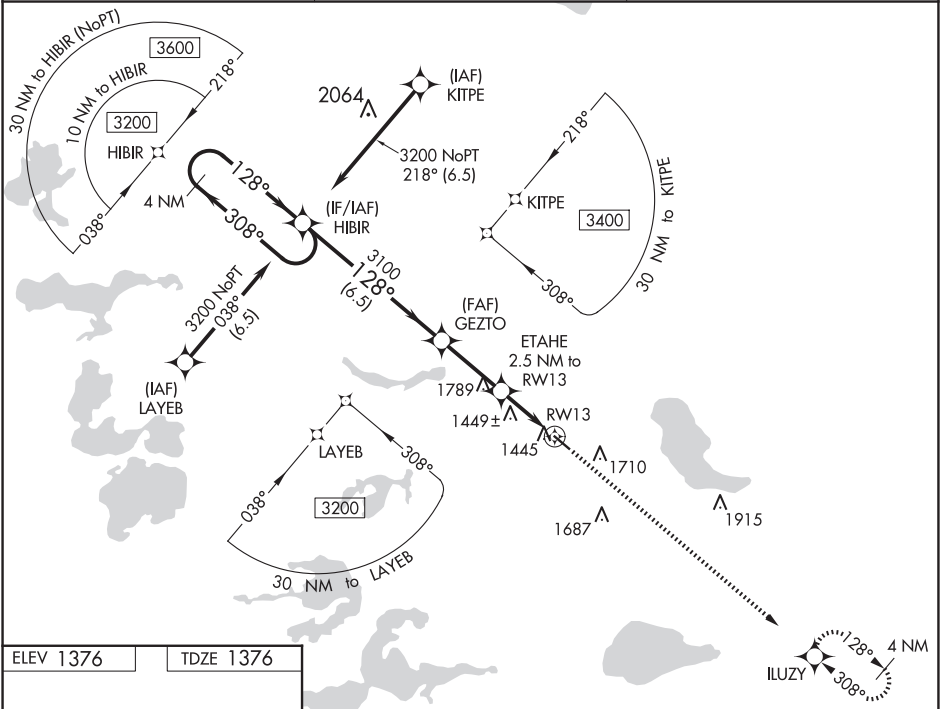 30 NM to HIBIR (NoPT)
3600
218°
10 NM to HIBIR
3200
HIBIR
038°
2064
(IAF)
KITPE
3200 NoPT
218° (6.5)
128°
4 NM
308°
(IF/IAF)
HIBIR
218°
KITPE
3400
308°
30 NM to KITPE
3100
128°
(6.5)
3200 NoPT
038°
(6.5)
(IAF)
LAYEB
(FAF)
GEZTO
ETAHE
2.5 NM to
RW13
1789
1449±
1445
RW13
1710
1687
1915
LAYEB
308°
038°
3200
30 NM to LAYEB
ILUZY
128°
308°
4 NM
ELEV 1376
TDZE 1376